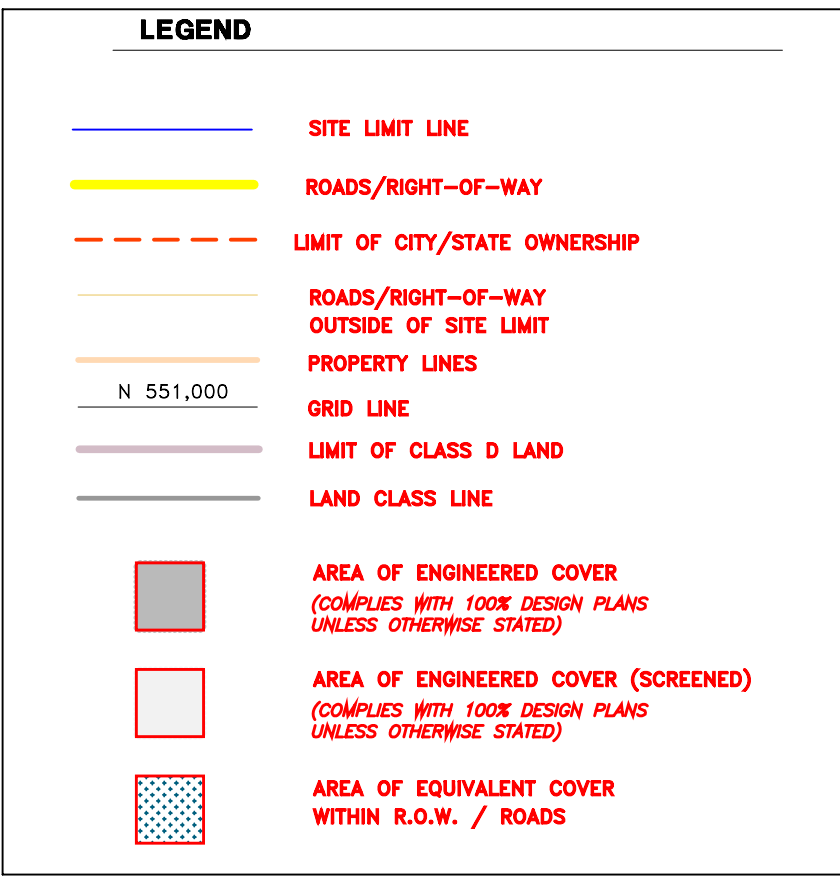 LEGEND
SITE LIMIT LINE
ROADS/RIGHT-OF-WAY
LIMIT OF CITY/STATE OWNERSHIP
ROADS/RIGHT-OF-WAY
OUTSIDE OF SITE LIMIT
PROPERTY LINES
N 551,000
GRID LINE
LIMIT OF CLASS D LAND
LAND CLASS LINE
AREA OF ENGINEERED COVER
(COMPLIES WITH 100% DESIGN PLANS
UNLESS OTHERWISE STATED)
AREA OF ENGINEERED COVER (SCREENED)
(COMPLIES WITH 100% DESIGN PLANS
UNLESS OTHERWISE STATED)
AREA OF EQUIVALENT COVER
WITHIN R.O.W. / ROADS